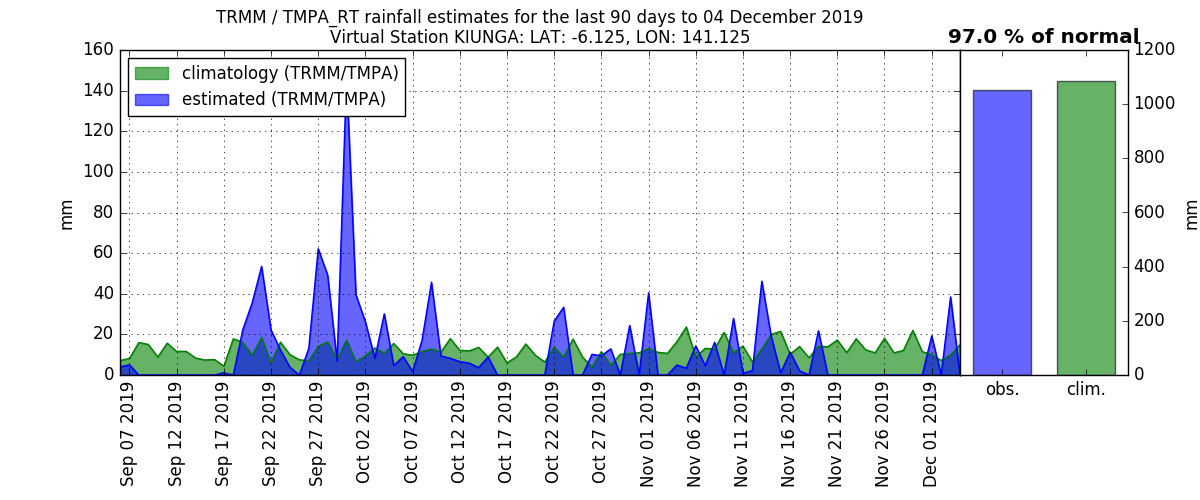 TRMM / TMPA_RT rainfall estimates for the last 90 days to 04 December 2019
Virtual Station KIUNGA: LAT: -6.125, LON: 141.125
97.0 % of normal
climatology (TRMM/TMPA)
estimated (TRMM/TMPA)
160
140
120
100
80
60
40
20
0
mm
1200
1000
800
600
400
200
0
mm
Sep 07 2019
Sep 12 2019
Sep 17 2019
Sep 22 2019
Sep 27 2019
Oct 02 2019
Oct 07 2019
Oct 12 2019
Oct 17 2019
Oct 22 2019
Oct 27 2019
Nov 01 2019
Nov 06 2019
Nov 11 2019
Nov 16 2019
Nov 21 2019
Nov 26 2019
Dec 01 2019
obs.
clim.